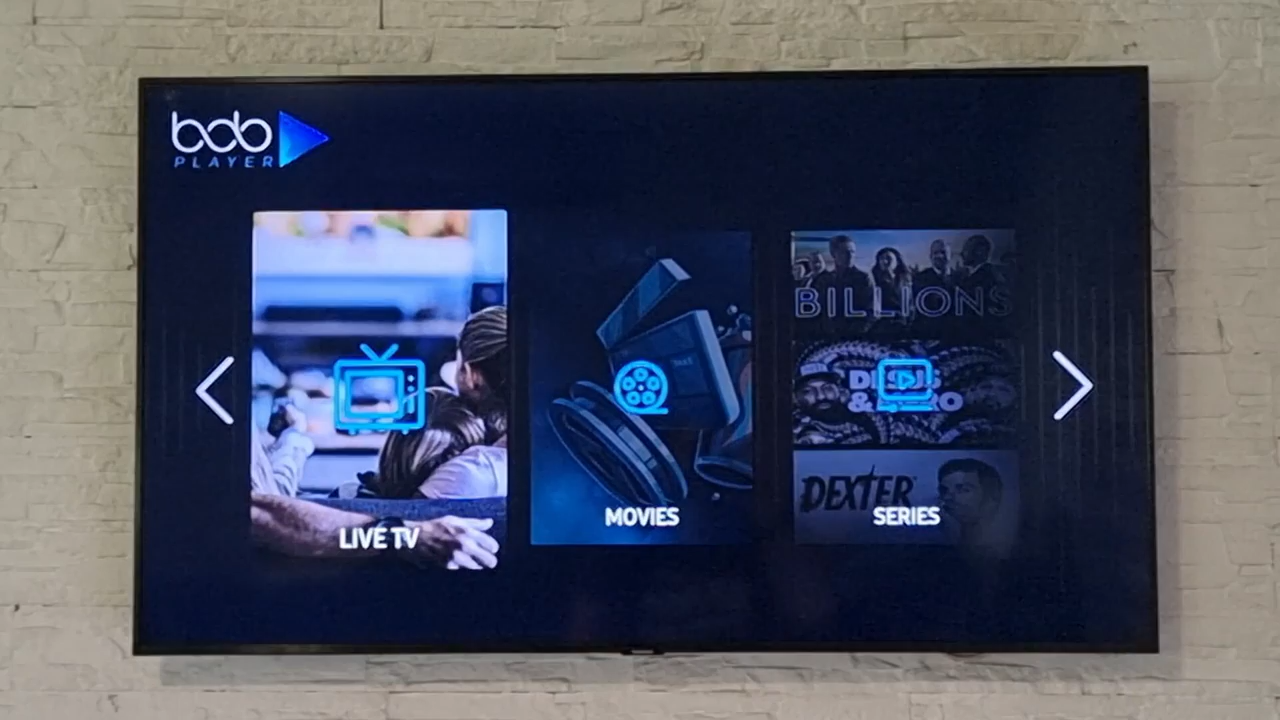 bob
PLAYER
LIVE TV
MOVIES
BILLIONS
DEXTER
SERIES